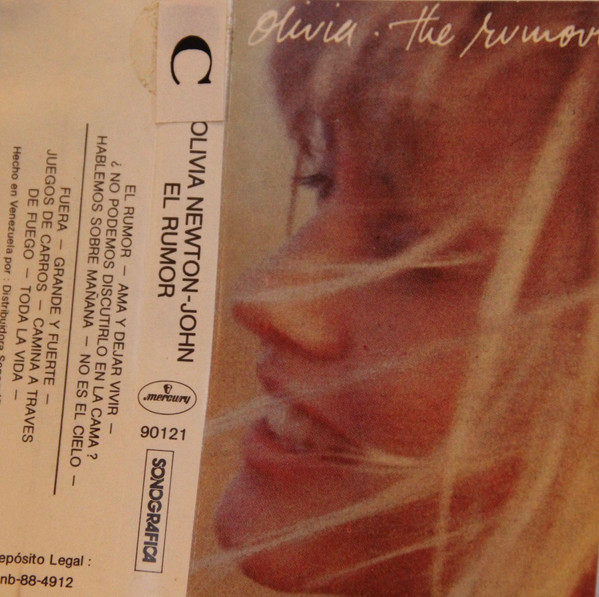 olivia · the rumour
C
OLIVIA NEWTON-JOHN
EL RUMOR
mercury
90121
SONOGRAFICA
EL RUMOR – AMA Y DEJAR VIVIR –
¿ NO PODEMOS DISCUTIRLO EN LA CAMA ?
HABLEMOS SOBRE MAÑANA – NO ES EL CIELO –
FUERA – GRANDE Y FUERTE –
JUEGOS DE CARROS – CAMINA A TRAVES
DE FUEGO – TODA LA VIDA –
Hecho en Venezuela por : Distribuidora
epósito Legal :
nb-88-4912